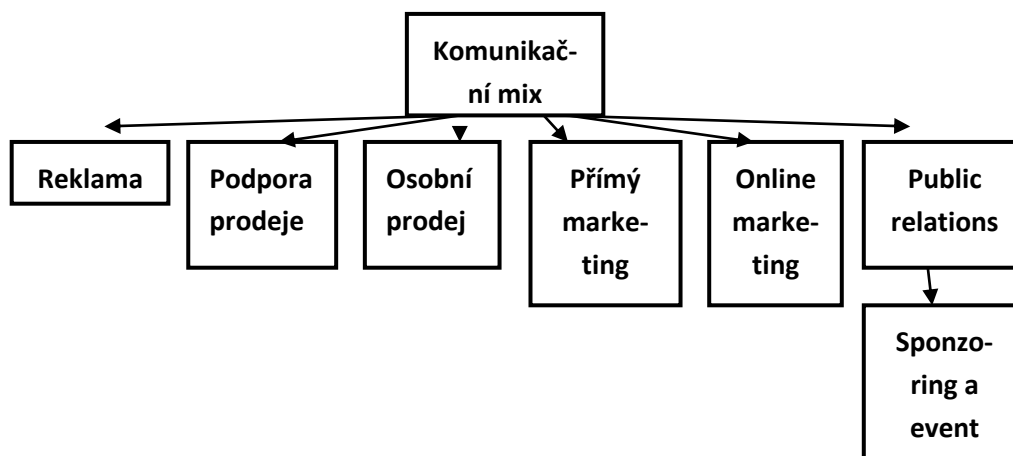 Komunikač-
ní mix
Reklama
Podpora
prodeje
Osobní
prodej
Přímý
marke-
ting
Online
marke-
ting
Public
relations
Sponzo-
ring a
event